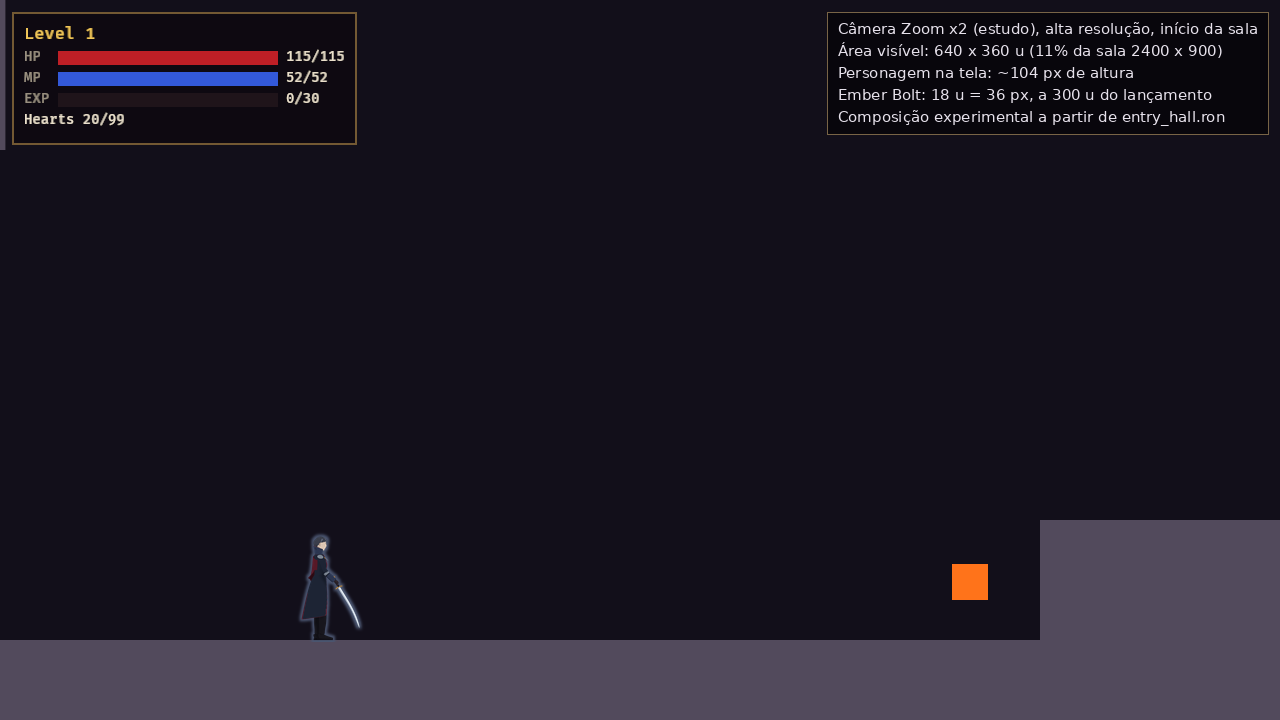 Level 1
HP 115/115
MP 52/52
EXP 0/30
Hearts 20/99
Câmera Zoom x2 (estudo), alta resolução, início da sala
Área visível: 640 x 360 u (11% da sala 2400 x 900)
Personagem na tela: ~104 px de altura
Ember Bolt: 18 u = 36 px, a 300 u do lançamento
Composição experimental a partir de entry_hall.ron